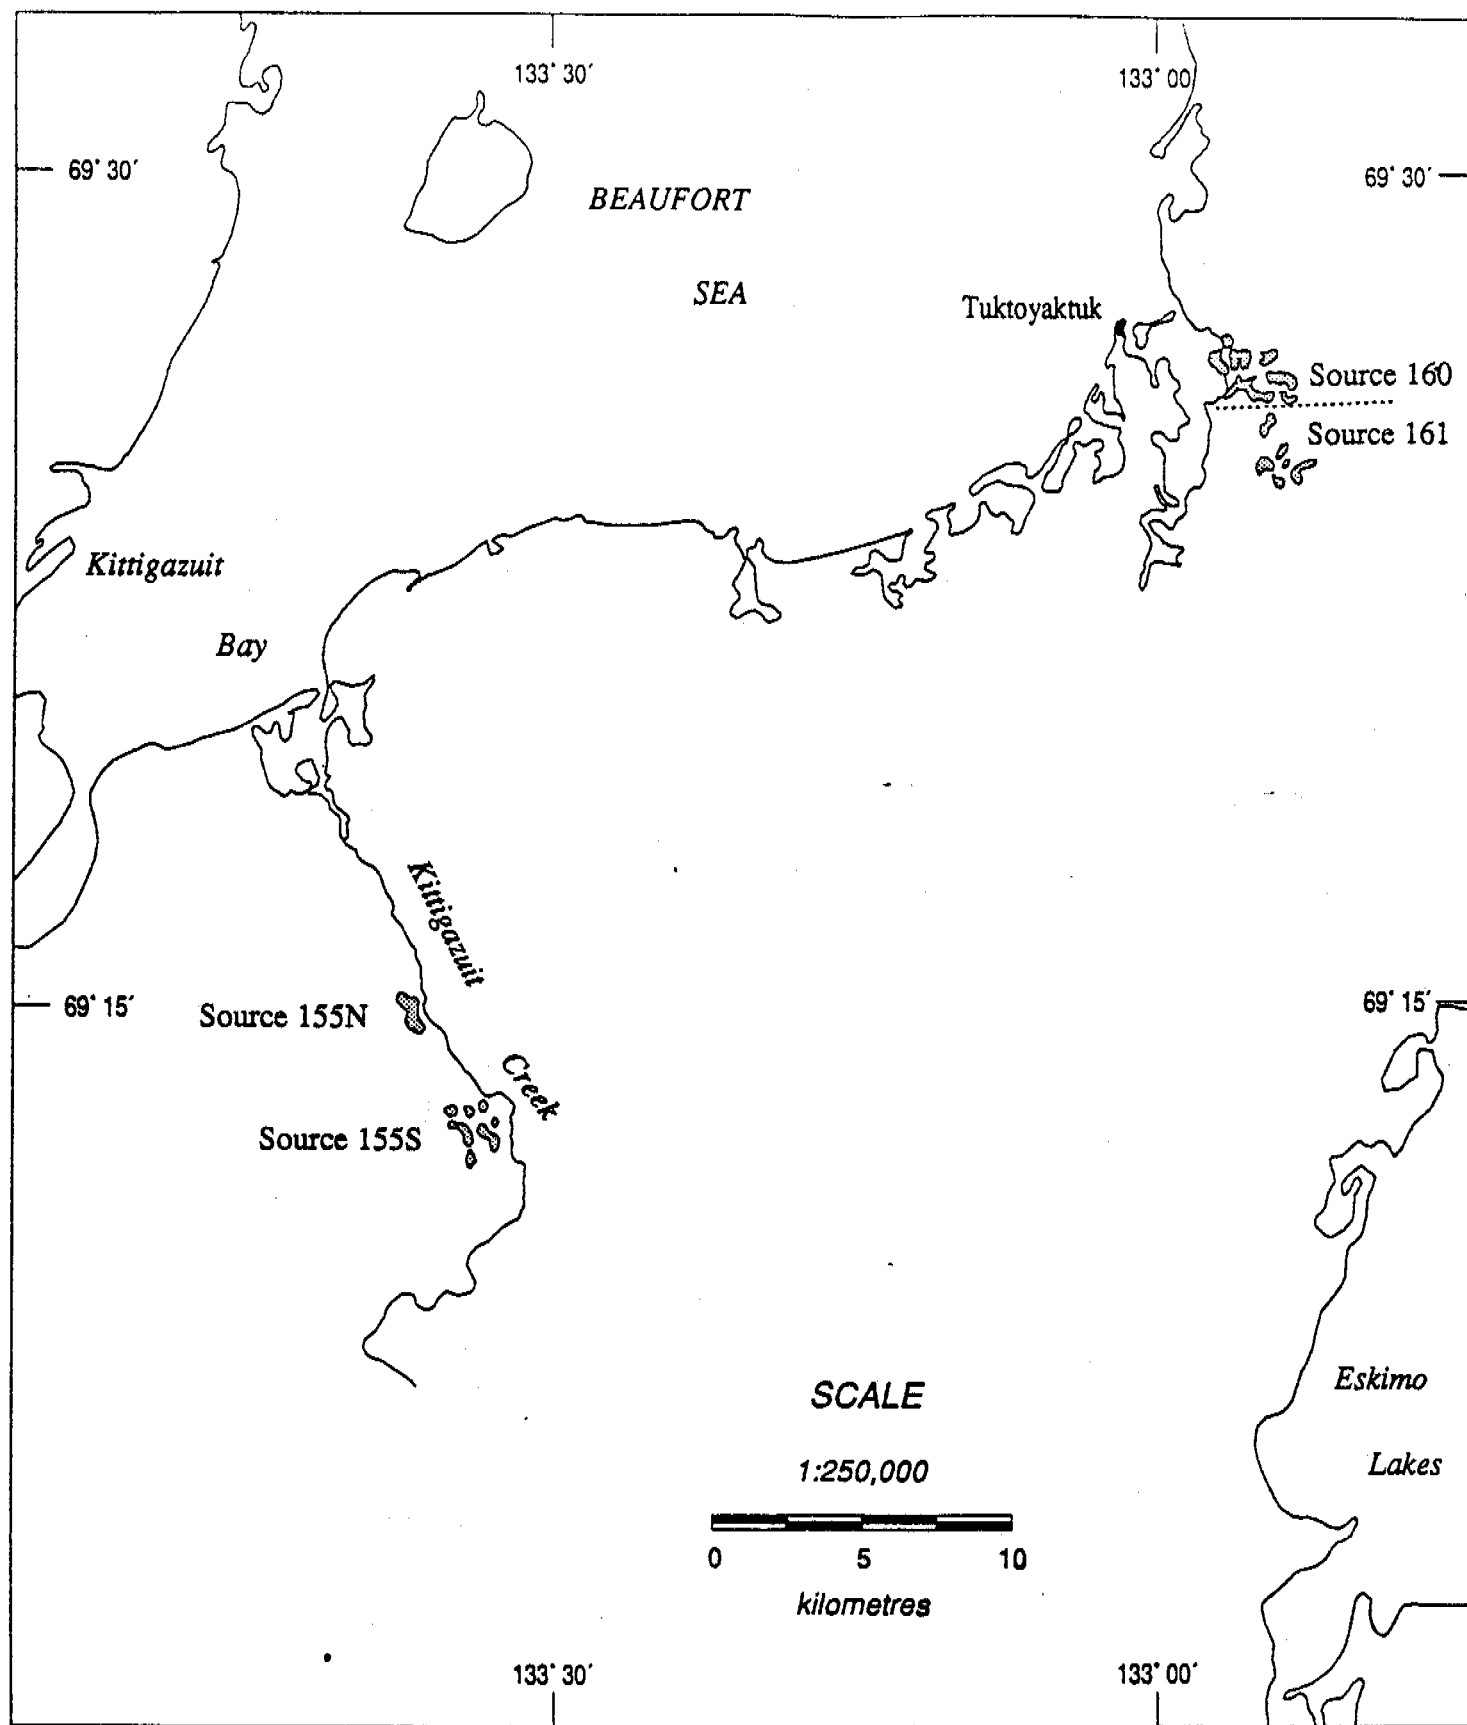 133° 30′
133° 00′
69° 30′
69° 30′
BEAUFORT
SEA
Tuktoyaktuk
Source 160
Source 161
Kittigazuit
Bay
Kittigazuit
Creek
69° 15′
69° 15′
Source 155N
Source 155S
SCALE
1:250,000
0 5 10
kilometres
Eskimo
Lakes
133° 30′
133° 00′